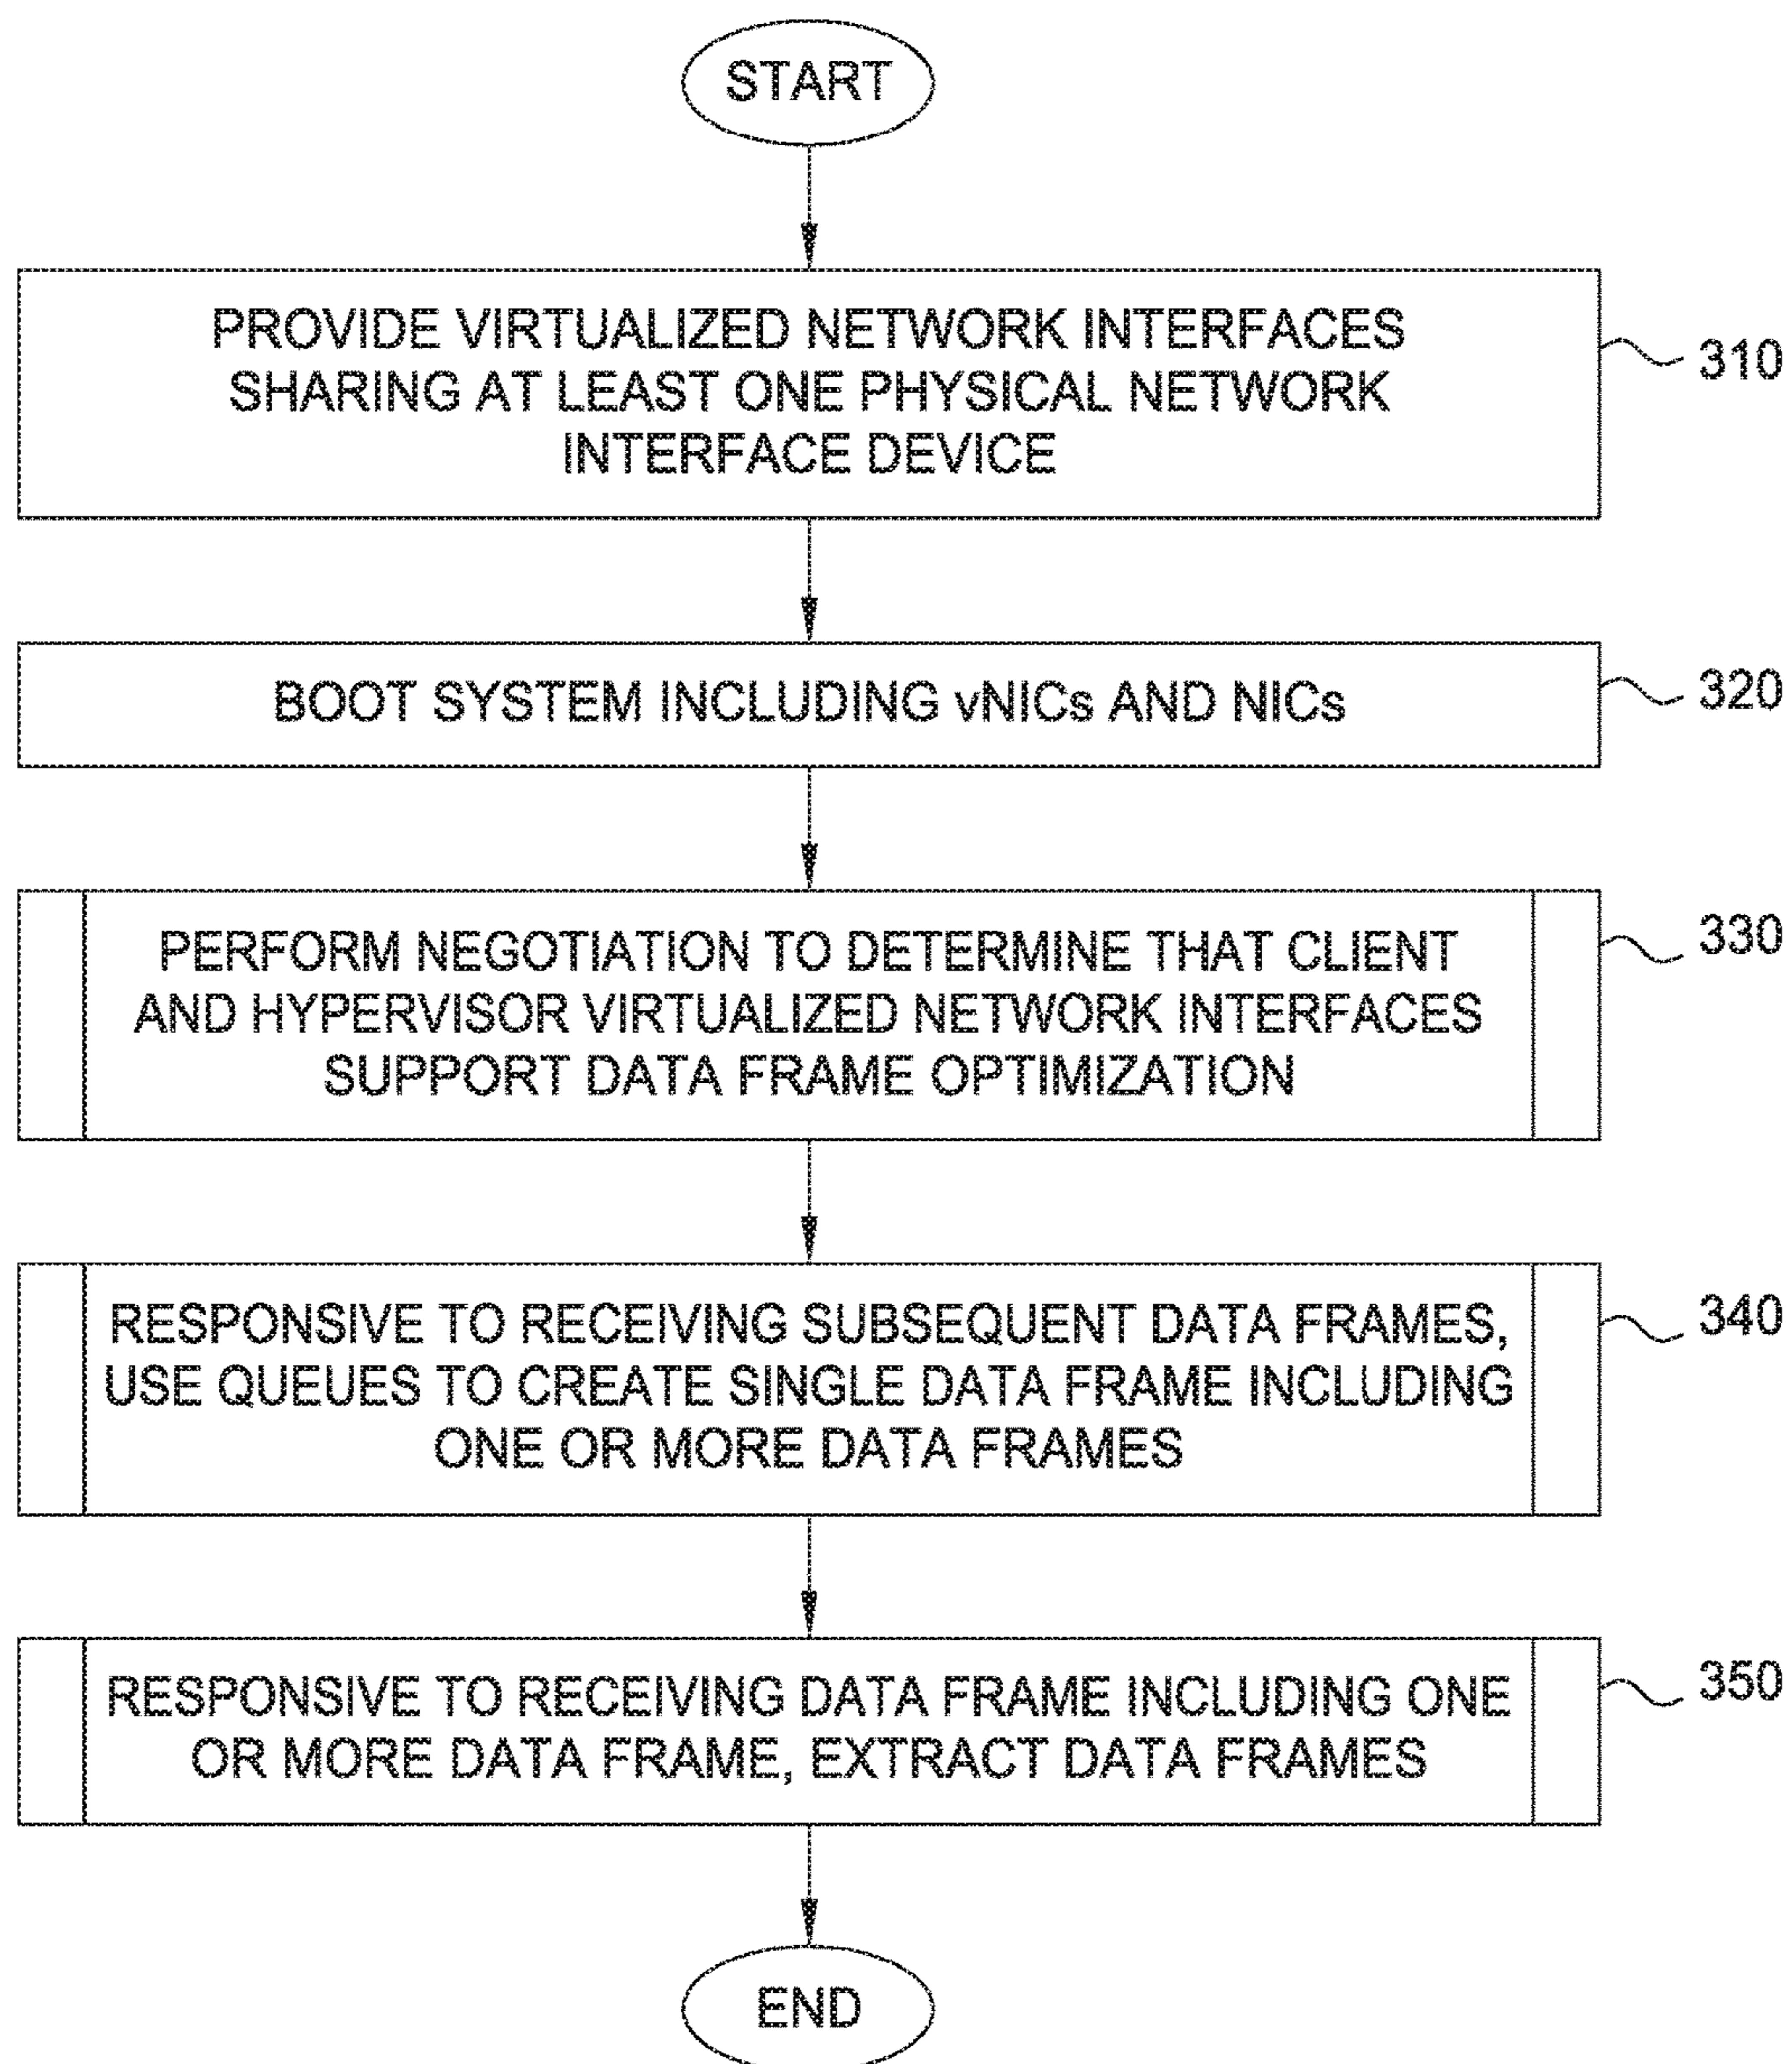 START
PROVIDE VIRTUALIZED NETWORK INTERFACES
SHARING AT LEAST ONE PHYSICAL NETWORK
INTERFACE DEVICE
310
BOOT SYSTEM INCLUDING vNICs AND NICs
320
PERFORM NEGOTIATION TO DETERMINE THAT CLIENT
AND HYPERVISOR VIRTUALIZED NETWORK INTERFACES
SUPPORT DATA FRAME OPTIMIZATION
330
RESPONSIVE TO RECEIVING SUBSEQUENT DATA FRAMES,
USE QUEUES TO CREATE SINGLE DATA FRAME INCLUDING
ONE OR MORE DATA FRAMES
340
RESPONSIVE TO RECEIVING DATA FRAME INCLUDING ONE
OR MORE DATA FRAME, EXTRACT DATA FRAMES
350
END